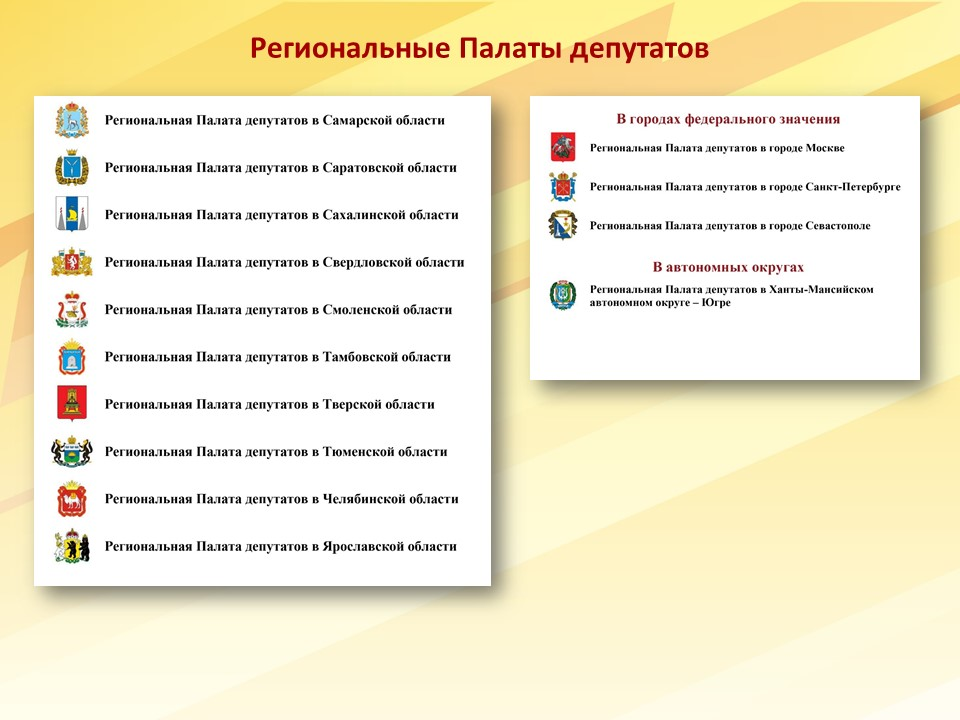 Региональные Палаты депутатов
Региональная Палата депутатов в Самарской области
Региональная Палата депутатов в Саратовской области
Региональная Палата депутатов в Сахалинской области
Региональная Палата депутатов в Свердловской области
Региональная Палата депутатов в Смоленской области
Региональная Палата депутатов в Тамбовской области
Региональная Палата депутатов в Тверской области
Региональная Палата депутатов в Тюменской области
Региональная Палата депутатов в Челябинской области
Региональная Палата депутатов в Ярославской области
В городах федерального значения
Региональная Палата депутатов в городе Москве
Региональная Палата депутатов в городе Санкт-Петербурге
Региональная Палата депутатов в городе Севастополе
В автономных округах
Региональная Палата депутатов в Ханты-Мансийском
автономном округе – Югре